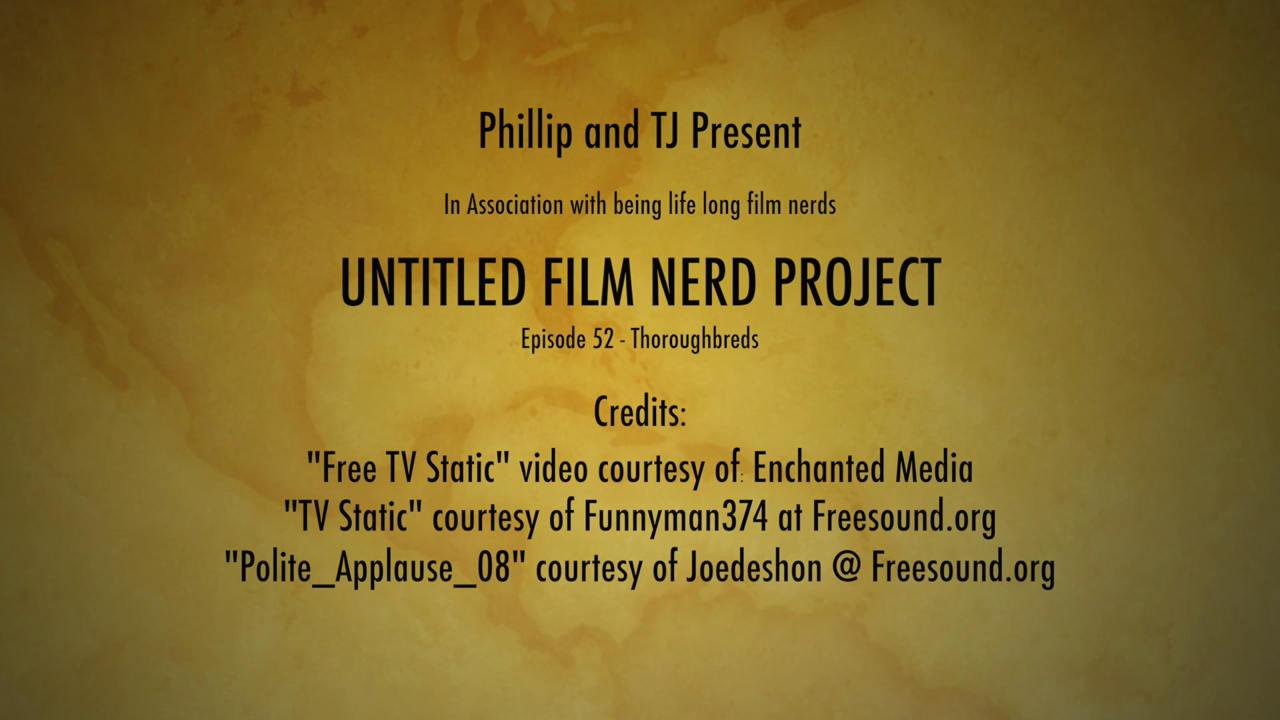 Phillip and TJ Present
In Association with being life long film nerds
UNTITLED FILM NERD PROJECT
Episode 52 - Thoroughbreds
Credits:
"Free TV Static" video courtesy of: Enchanted Media
"TV Static" courtesy of Funnyman374 at Freesound.org
"Polite_Applause_08" courtesy of Joedeshon @ Freesound.org